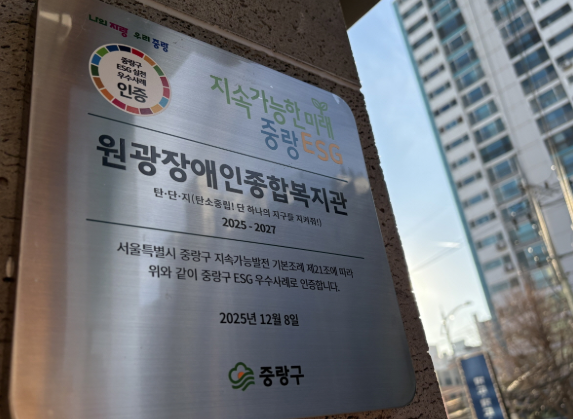 나의 자랑 우리 중랑
중랑구
ESG 실천
우수사례
인증
지속가능한 미래
중랑ESG
원광장애인종합복지관
탄·단·지(탄소중립! 단 하나의 지구를 지켜줘!)
2025 - 2027
서울특별시 중랑구 지속가능발전 기본조례 제21조에 따라
위와 같이 중랑구 ESG 우수사례로 인증합니다.
2025년 12월 8일
중랑구